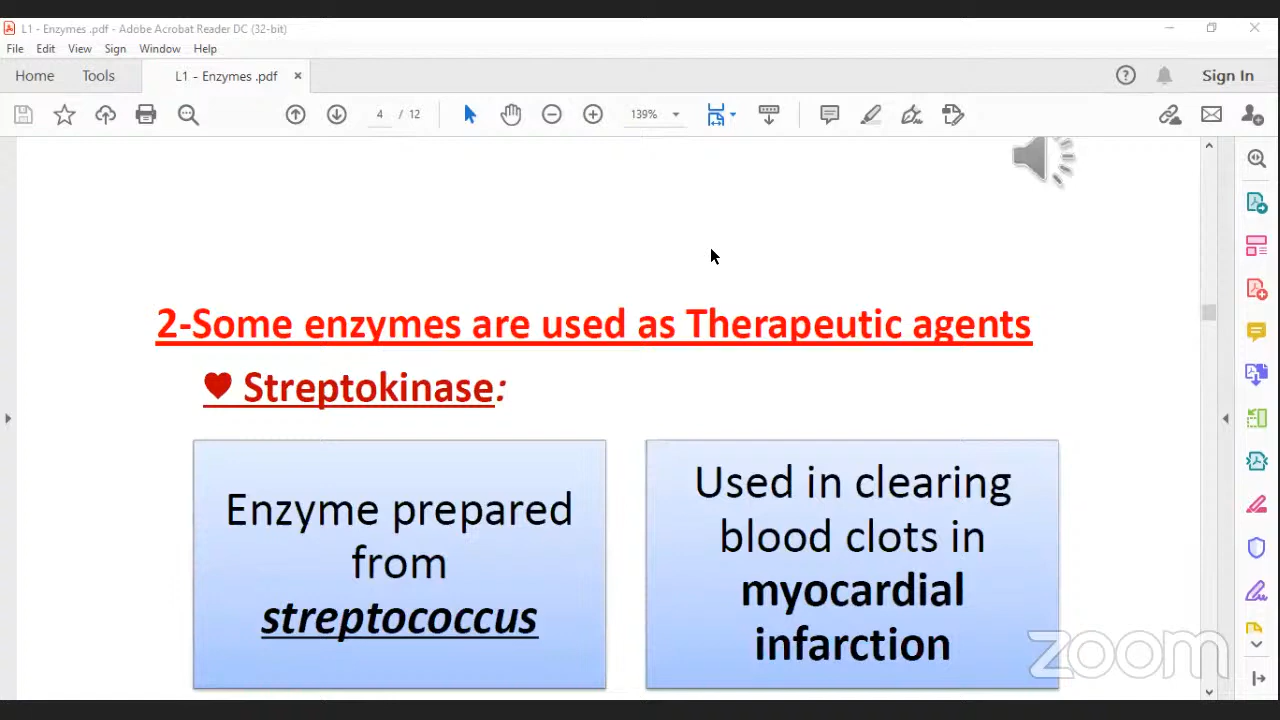 L1 - Enzymes .pdf - Adobe Acrobat Reader DC (32-bit)
File Edit View Sign Window Help
Home Tools L1 - Enzymes .pdf × Sign In
4 / 12 139%
2-Some enzymes are used as Therapeutic agents
♥ Streptokinase:
Enzyme prepared
from
streptococcus
Used in clearing
blood clots in
myocardial
infarction
zoom